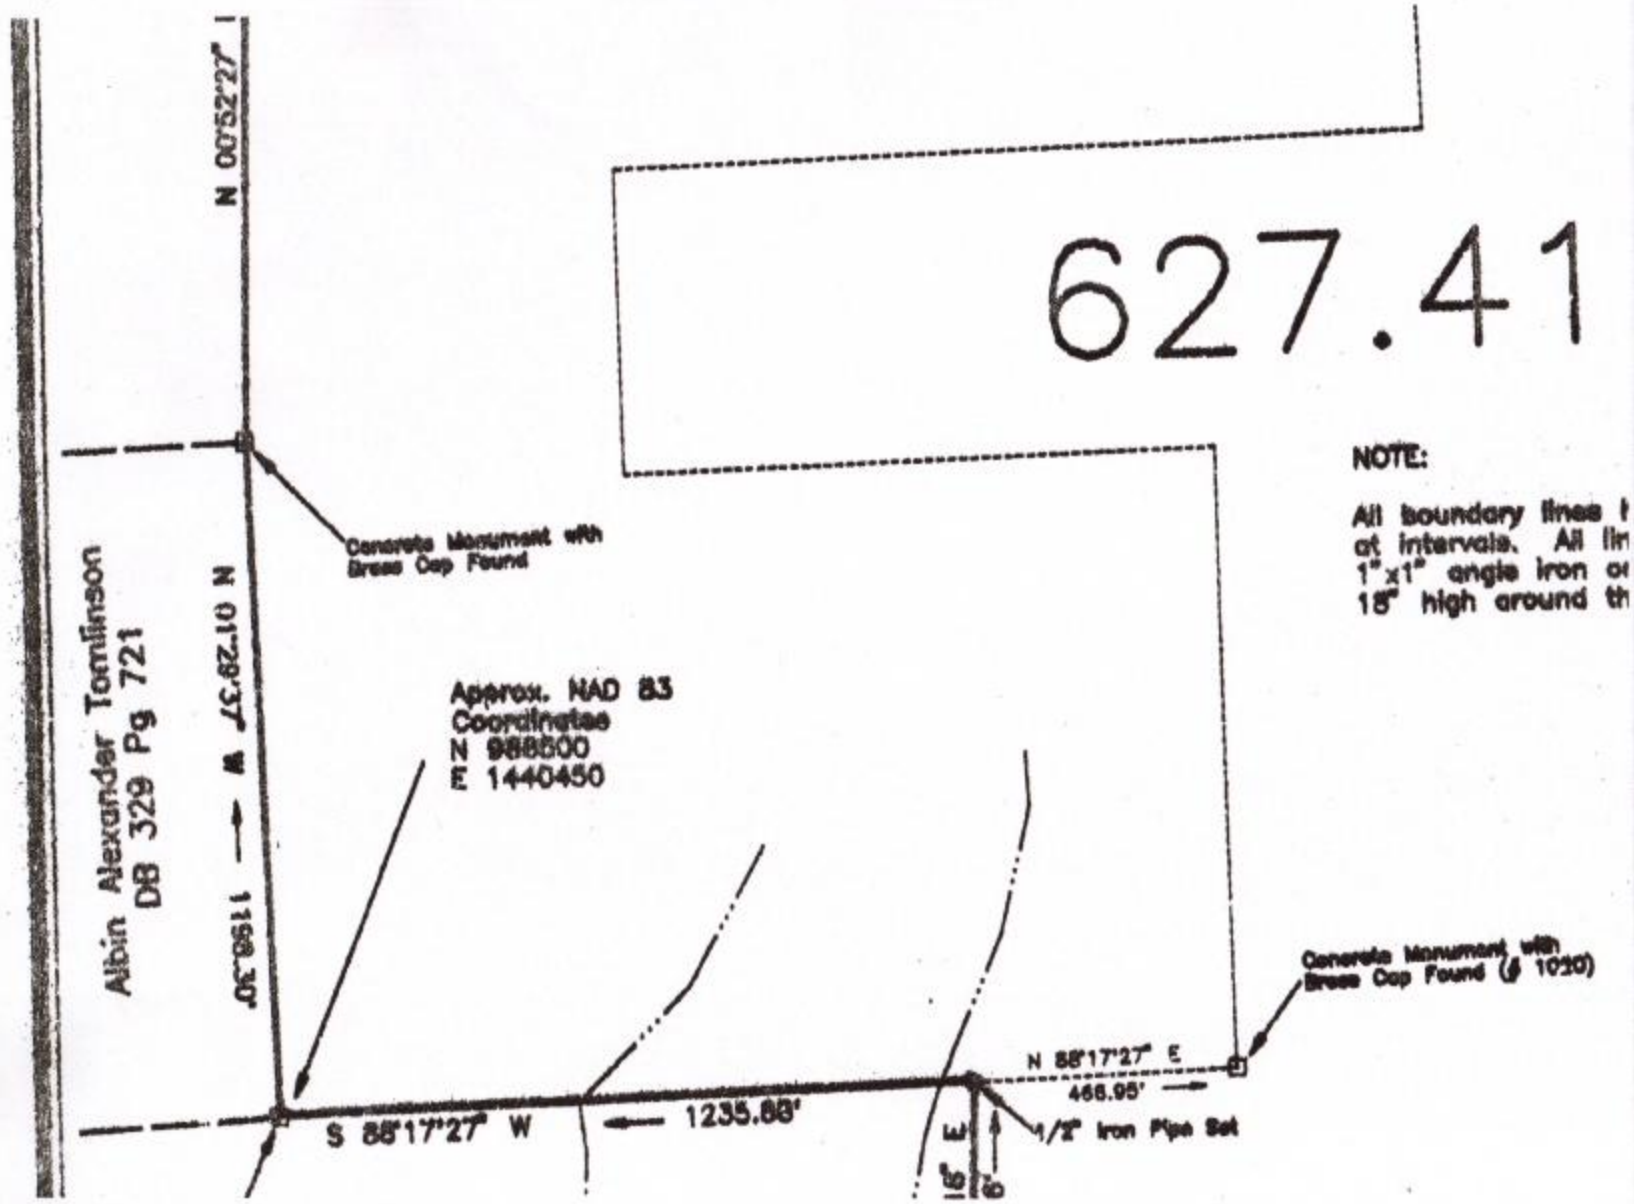 N 00°52'27"
627.41
NOTE:
All boundary lines
at intervals. All lin
1"x1" angle iron or
18" high around th
Concrete Monument with
Brass Cap Found
N 01°29'37" W
1198.30'
Albin Alexander Tomlinson
DB 329 Pg 721
Approx. NAD 83
Coordinates
N 988500
E 1440450
Concrete Monument with
Brass Cap Found (# 1020)
N 88°17'27" E
466.95'
S 88°17'27" W
1235.88'
1/2" Iron Pipe Set
E